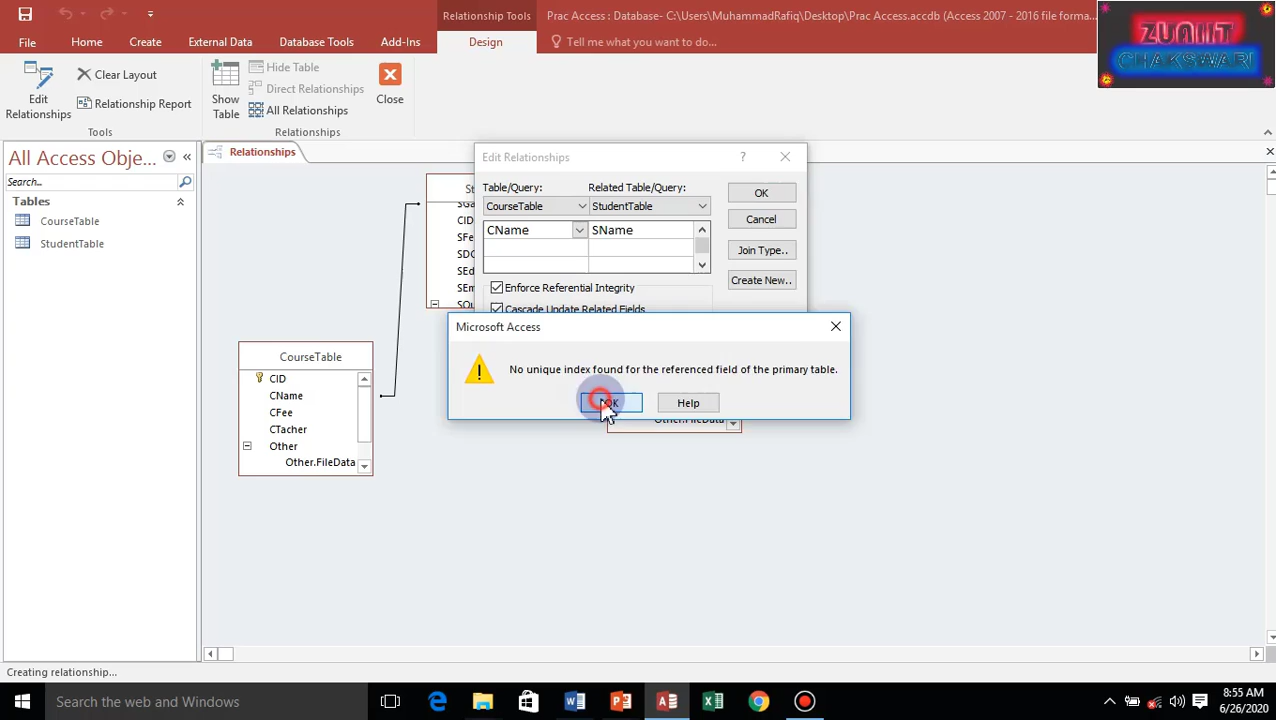 Relationship Tools
Prac Access : Database- C:\Users\MuhammadRafiq\Desktop\Prac Access.accdb (Access 2007 - 2016 file forma...
ZUAIIT
CHAKSWARI
File
Home
Create
External Data
Database Tools
Add-Ins
Design
Tell me what you want to do...
Edit
Relationships
Clear Layout
Relationship Report
Tools
Show
Table
Hide Table
Direct Relationships
All Relationships
Relationships
Close
All Access Obje...
Search...
Tables
CourseTable
StudentTable
Relationships
Edit Relationships
?
Table/Query:
Related Table/Query:
CourseTable
StudentTable
CName
SName
OK
Cancel
Join Type..
Create New..
Enforce Referential Integrity
Cascade Update Related Fields
Microsoft Access
No unique index found for the referenced field of the primary table.
OK
Help
Other.FileData
CourseTable
CID
CName
CFee
CTacher
Other
Other.FileData
Creating relationship...
Search the web and Windows
8:55 AM
6/26/2020